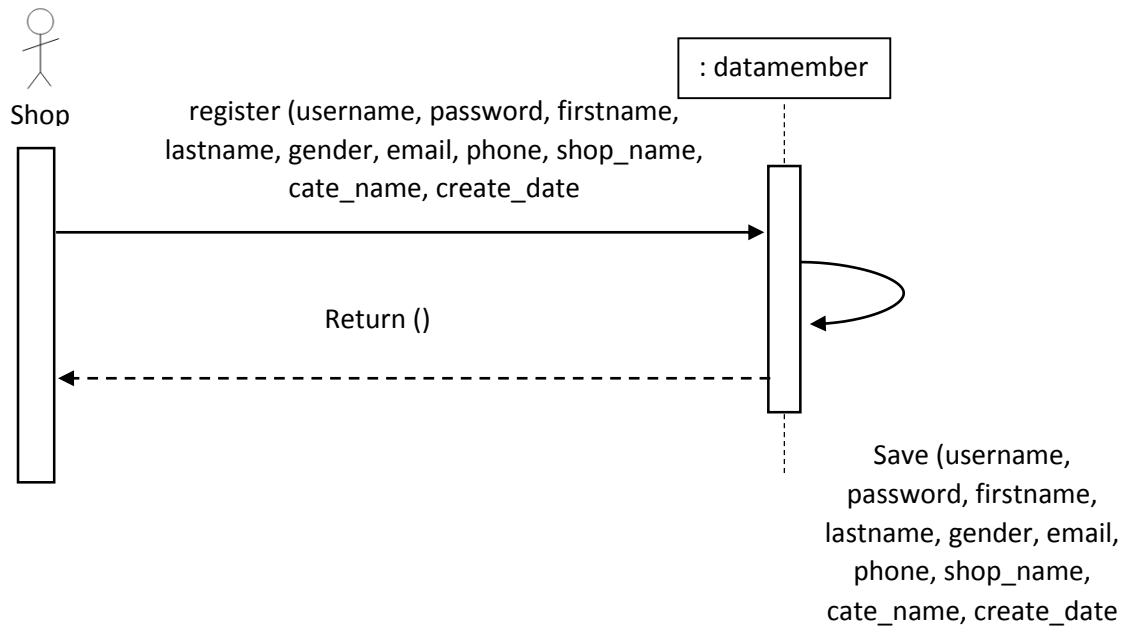 : datamember
Shop
register (username, password, firstname,
lastname, gender, email, phone, shop_name,
cate_name, create_date
Return ()
Save (username,
password, firstname,
lastname, gender, email,
phone, shop_name,
cate_name, create_date